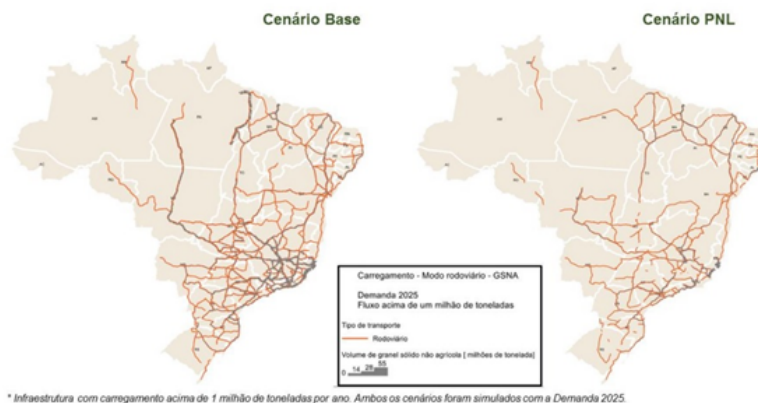 Cenário Base
Cenário PNL
Carregamento - Modo rodoviário - GSNA
Demanda 2025
Fluxo acima de um milhão de toneladas
Tipo de transporte
Rodoviário
Volume de granel sólido não agrícola [ milhões de tonelada]
0 14 28 55
* Infraestrutura com carregamento acima de 1 milhão de toneladas por ano. Ambos os cenários foram simulados com a Demanda 2025.